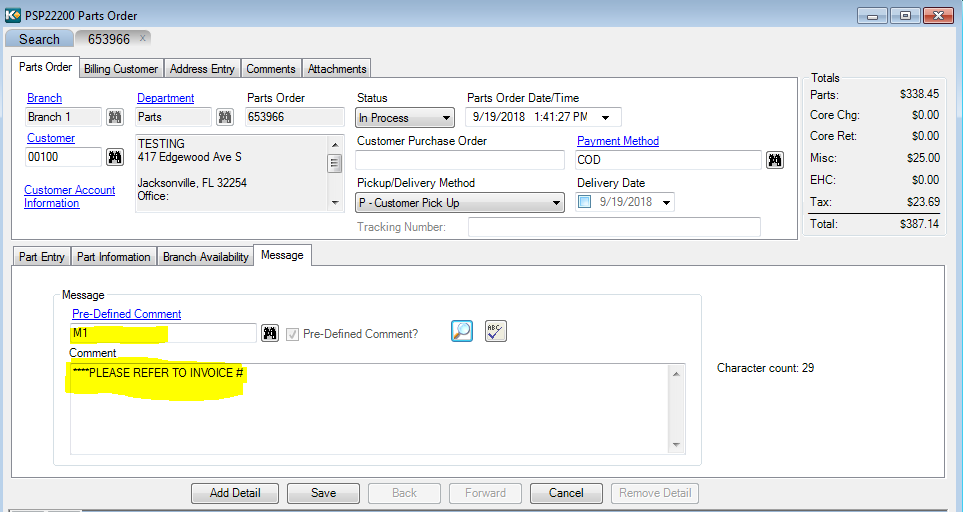 PSP22200 Parts Order
Search 653966 x
Parts Order Billing Customer Address Entry Comments Attachments
Branch Department Parts Order Status Parts Order Date/Time
Branch 1 Parts 653966 In Process 9/19/2018 1:41:27 PM
Customer Customer Purchase Order Payment Method
00100 COD
TESTING
417 Edgewood Ave S
Jacksonville, FL 32254
Office:
Customer Account
Information
Pickup/Delivery Method Delivery Date
P - Customer Pick Up 9/19/2018
Tracking Number:
Totals
Parts: $338.45
Core Chg: $0.00
Core Ret: $0.00
Misc: $25.00
EHC: $0.00
Tax: $23.69
Total: $387.14
Part Entry Part Information Branch Availability Message
Message
Pre-Defined Comment
M1 Pre-Defined Comment? ABC
Comment
****PLEASE REFER TO INVOICE #
Character count: 29
Add Detail Save Back Forward Cancel Remove Detail